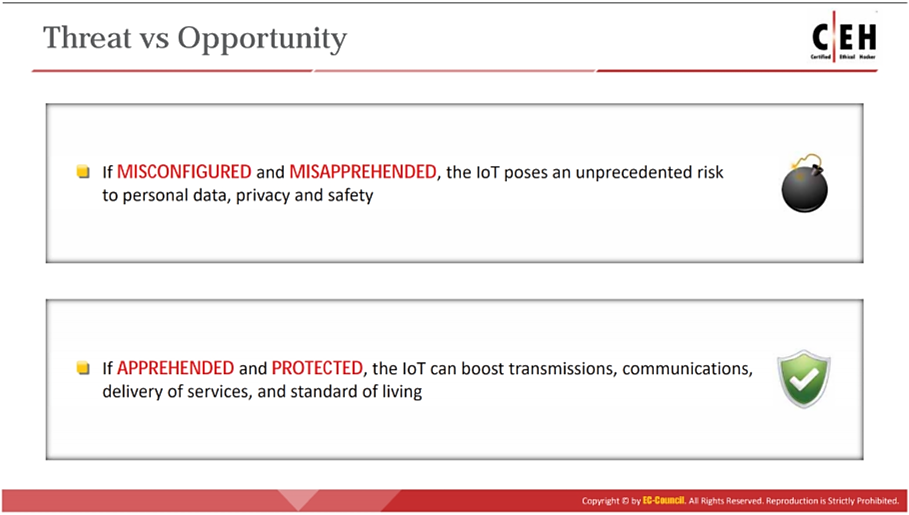 Threat vs Opportunity
C|EH
Certified Ethical Hacker
If MISCONFIGURED and MISAPPREHENDED, the IoT poses an unprecedented risk
to personal data, privacy and safety
If APPREHENDED and PROTECTED, the IoT can boost transmissions, communications,
delivery of services, and standard of living
Copyright © by EC-Council. All Rights Reserved. Reproduction is Strictly Prohibited.